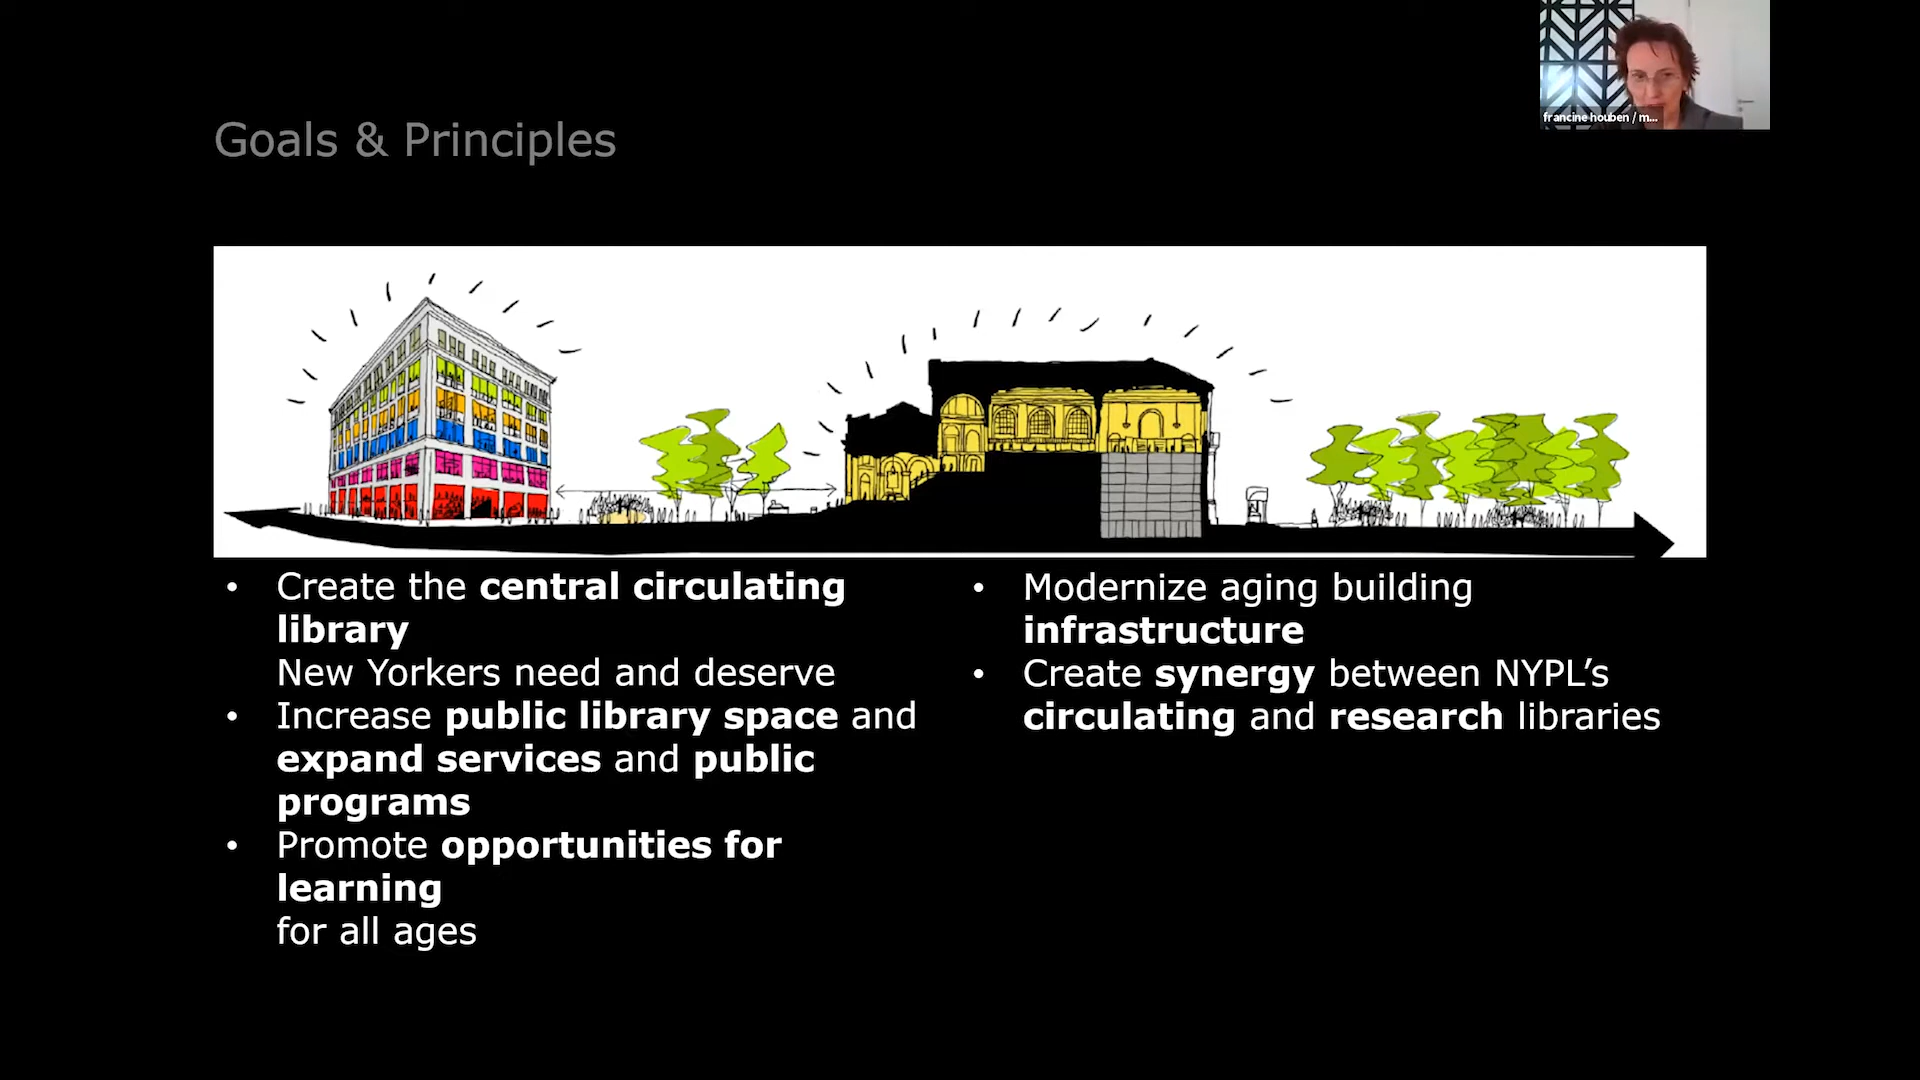 francine houben / m...
Goals & Principles
• Create the central circulating
library
New Yorkers need and deserve
• Increase public library space and
expand services and public
programs
• Promote opportunities for
learning
for all ages
• Modernize aging building
infrastructure
• Create synergy between NYPL’s
circulating and research libraries